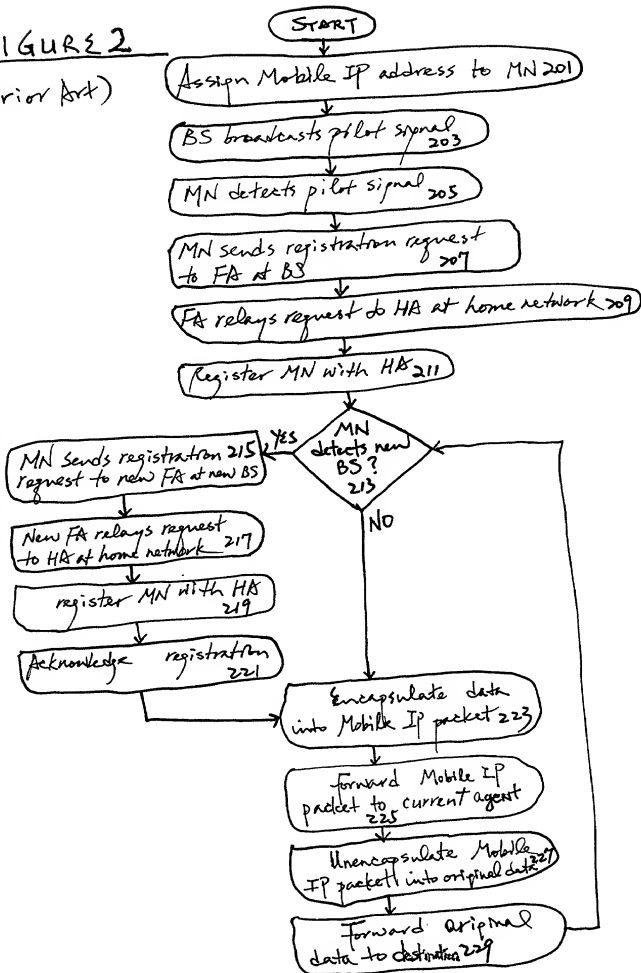 IGURE 2
rior Art)
START
Assign Mobile IP address to MN 201
BS broadcasts pilot signal
203
MN detects pilot signal 205
MN sends registration request
to FA at BS 207
FA relays request to HA at home network 209
Register MN with HA 211
MN
detects new
BS?
213
YES
NO
MN sends registration 215
request to new FA at new BS
New FA relays request
to HA at home network 217
register MN with HA
219
Acknowledge registration
221
Encapsulate data
into Mobile IP packet 223
Forward Mobile IP
packet to current agent
225
Unencapsulate Mobile 227
IP packet into original data
Forward original
data to destination 229